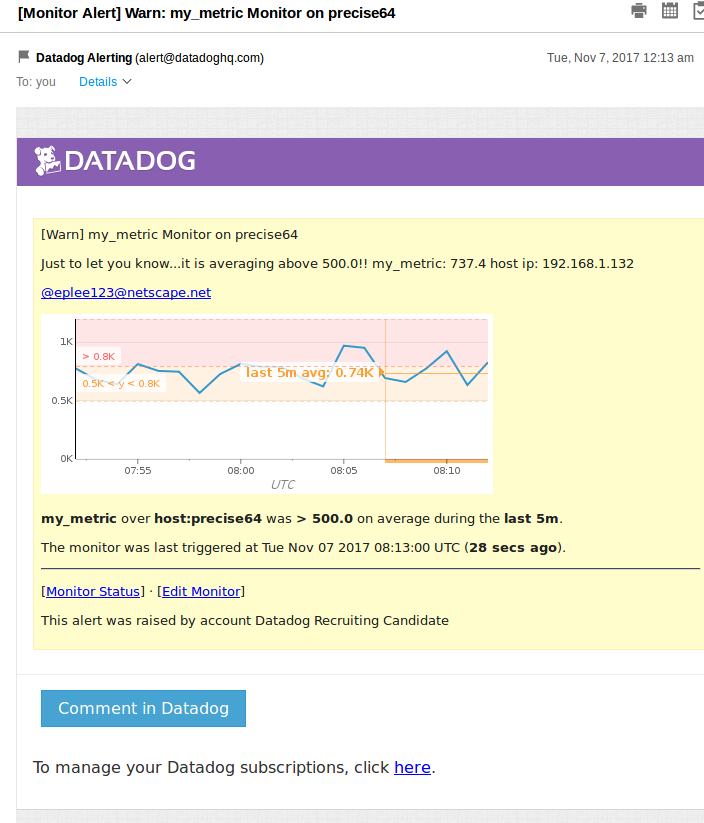 [Monitor Alert] Warn: my_metric Monitor on precise64
Datadog Alerting (alert@datadoghq.com)
Tue, Nov 7, 2017 12:13 am
To: you Details
DATADOG
[Warn] my_metric Monitor on precise64
Just to let you know...it is averaging above 500.0!! my_metric: 737.4 host ip: 192.168.1.132
@eplee123@netscape.net
1K
> 0.8K
last 5m avg: 0.74K
0.5K < y < 0.8K
0.5K
0K
07:55 08:00 08:05 08:10
UTC
my_metric over host:precise64 was > 500.0 on average during the last 5m.
The monitor was last triggered at Tue Nov 07 2017 08:13:00 UTC (28 secs ago).
[Monitor Status] · [Edit Monitor]
This alert was raised by account Datadog Recruiting Candidate
Comment in Datadog
To manage your Datadog subscriptions, click here.